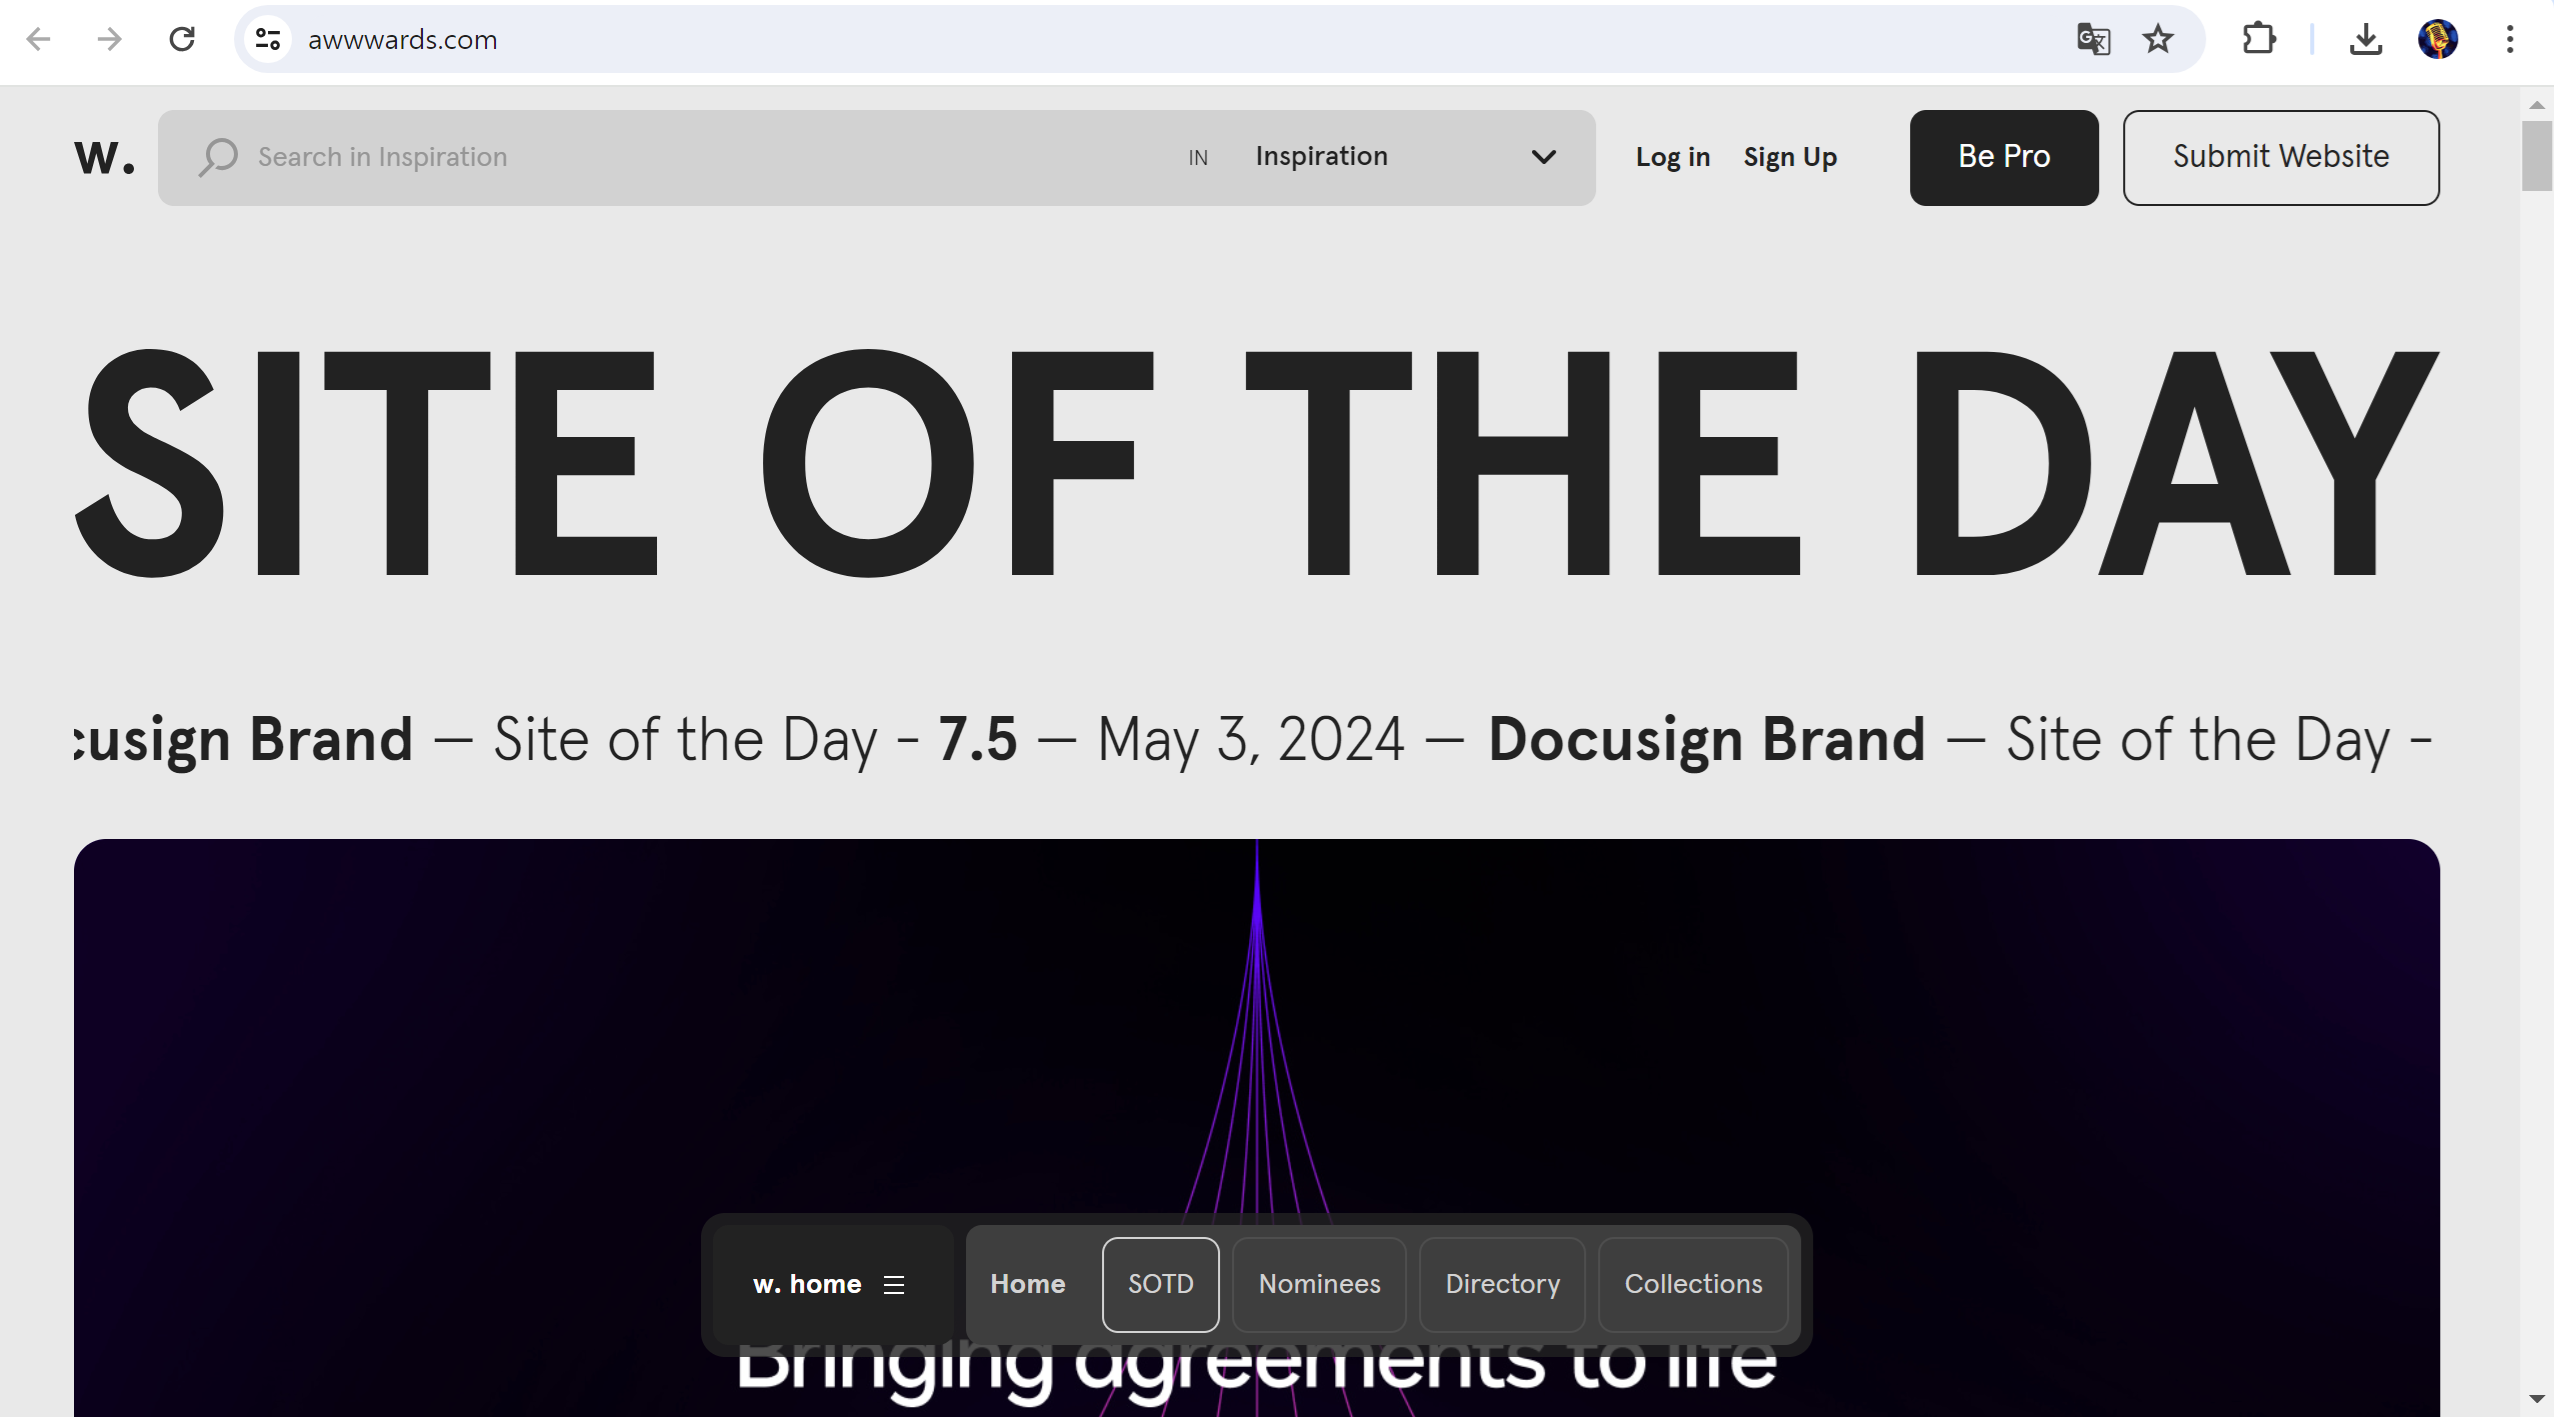 awwwards.com
w. Search in Inspiration IN Inspiration Log in Sign Up Be Pro Submit Website
SITE OF THE DAY
cusign Brand — Site of the Day - 7.5 — May 3, 2024 — Docusign Brand — Site of the Day -
w. home Home SOTD Nominees Directory Collections
Bringing agreements to life